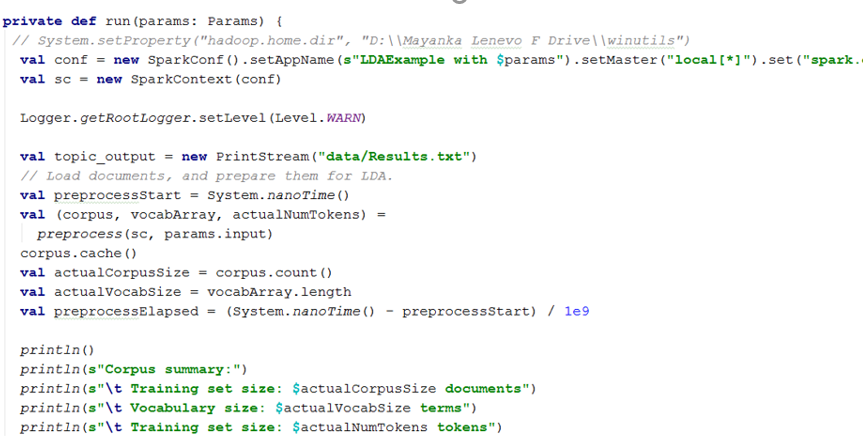 private def run(params: Params) {
// System.setProperty("hadoop.home.dir", "D:\\Mayanka Lenevo F Drive\\winutils")
val conf = new SparkConf().setAppName(s"LDAExample with $params").setMaster("local[*]").set("spark.
val sc = new SparkContext(conf)
Logger.getRootLogger.setLevel(Level.WARN)
val topic_output = new PrintStream("data/Results.txt")
// Load documents, and prepare them for LDA.
val preprocessStart = System.nanoTime()
val (corpus, vocabArray, actualNumTokens) =
preprocess(sc, params.input)
corpus.cache()
val actualCorpusSize = corpus.count()
val actualVocabSize = vocabArray.length
val preprocessElapsed = (System.nanoTime() - preprocessStart) / 1e9
println()
println(s"Corpus summary:")
println(s"\t Training set size: $actualCorpusSize documents")
println(s"\t Vocabulary size: $actualVocabSize terms")
println(s"\t Training set size: $actualNumTokens tokens")